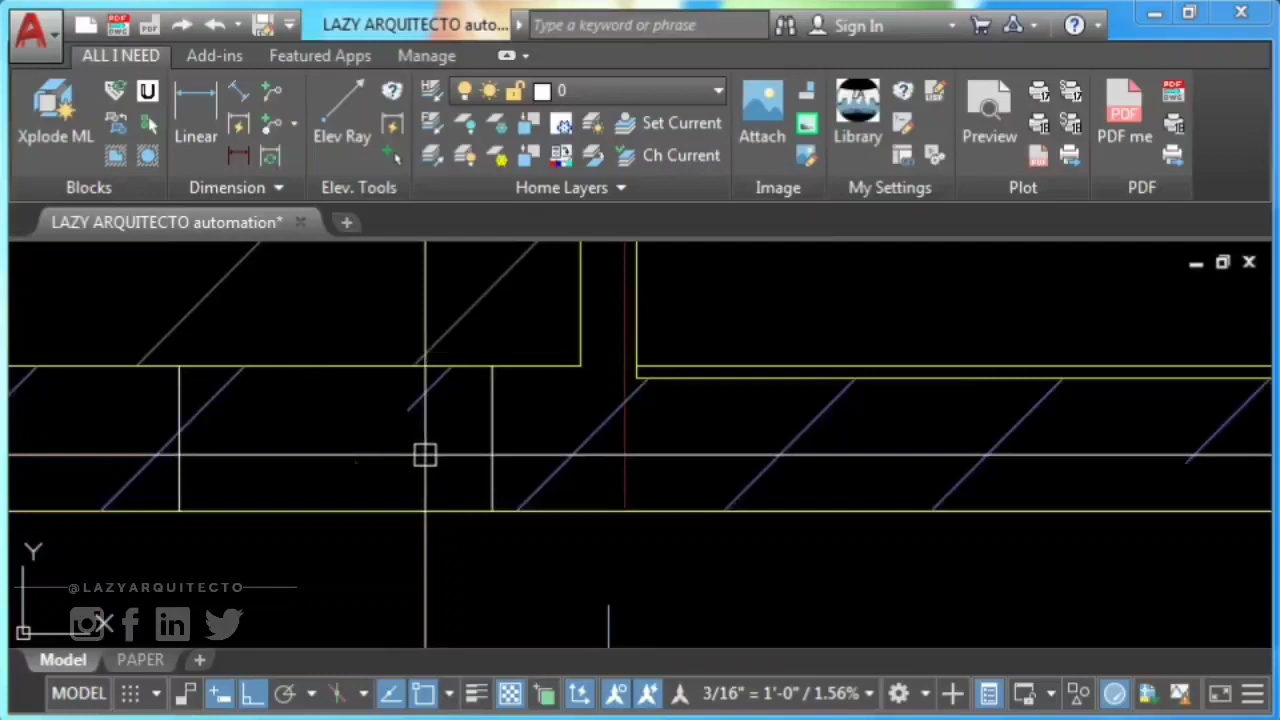 LAZY ARQUITECTO auto...
Type a keyword or phrase
Sign In
ALL I NEED
Add-ins
Featured Apps
Manage
Xplode ML
Linear
Elev Ray
0
Set Current
Ch Current
Attach
Library
Preview
PDF me
Blocks
Dimension
Elev. Tools
Home Layers
Image
My Settings
Plot
PDF
LAZY ARQUITECTO automation*
Y
@LAZYARQUITECTO
X
Model
PAPER
MODEL
3/16" = 1'-0" / 1.56%